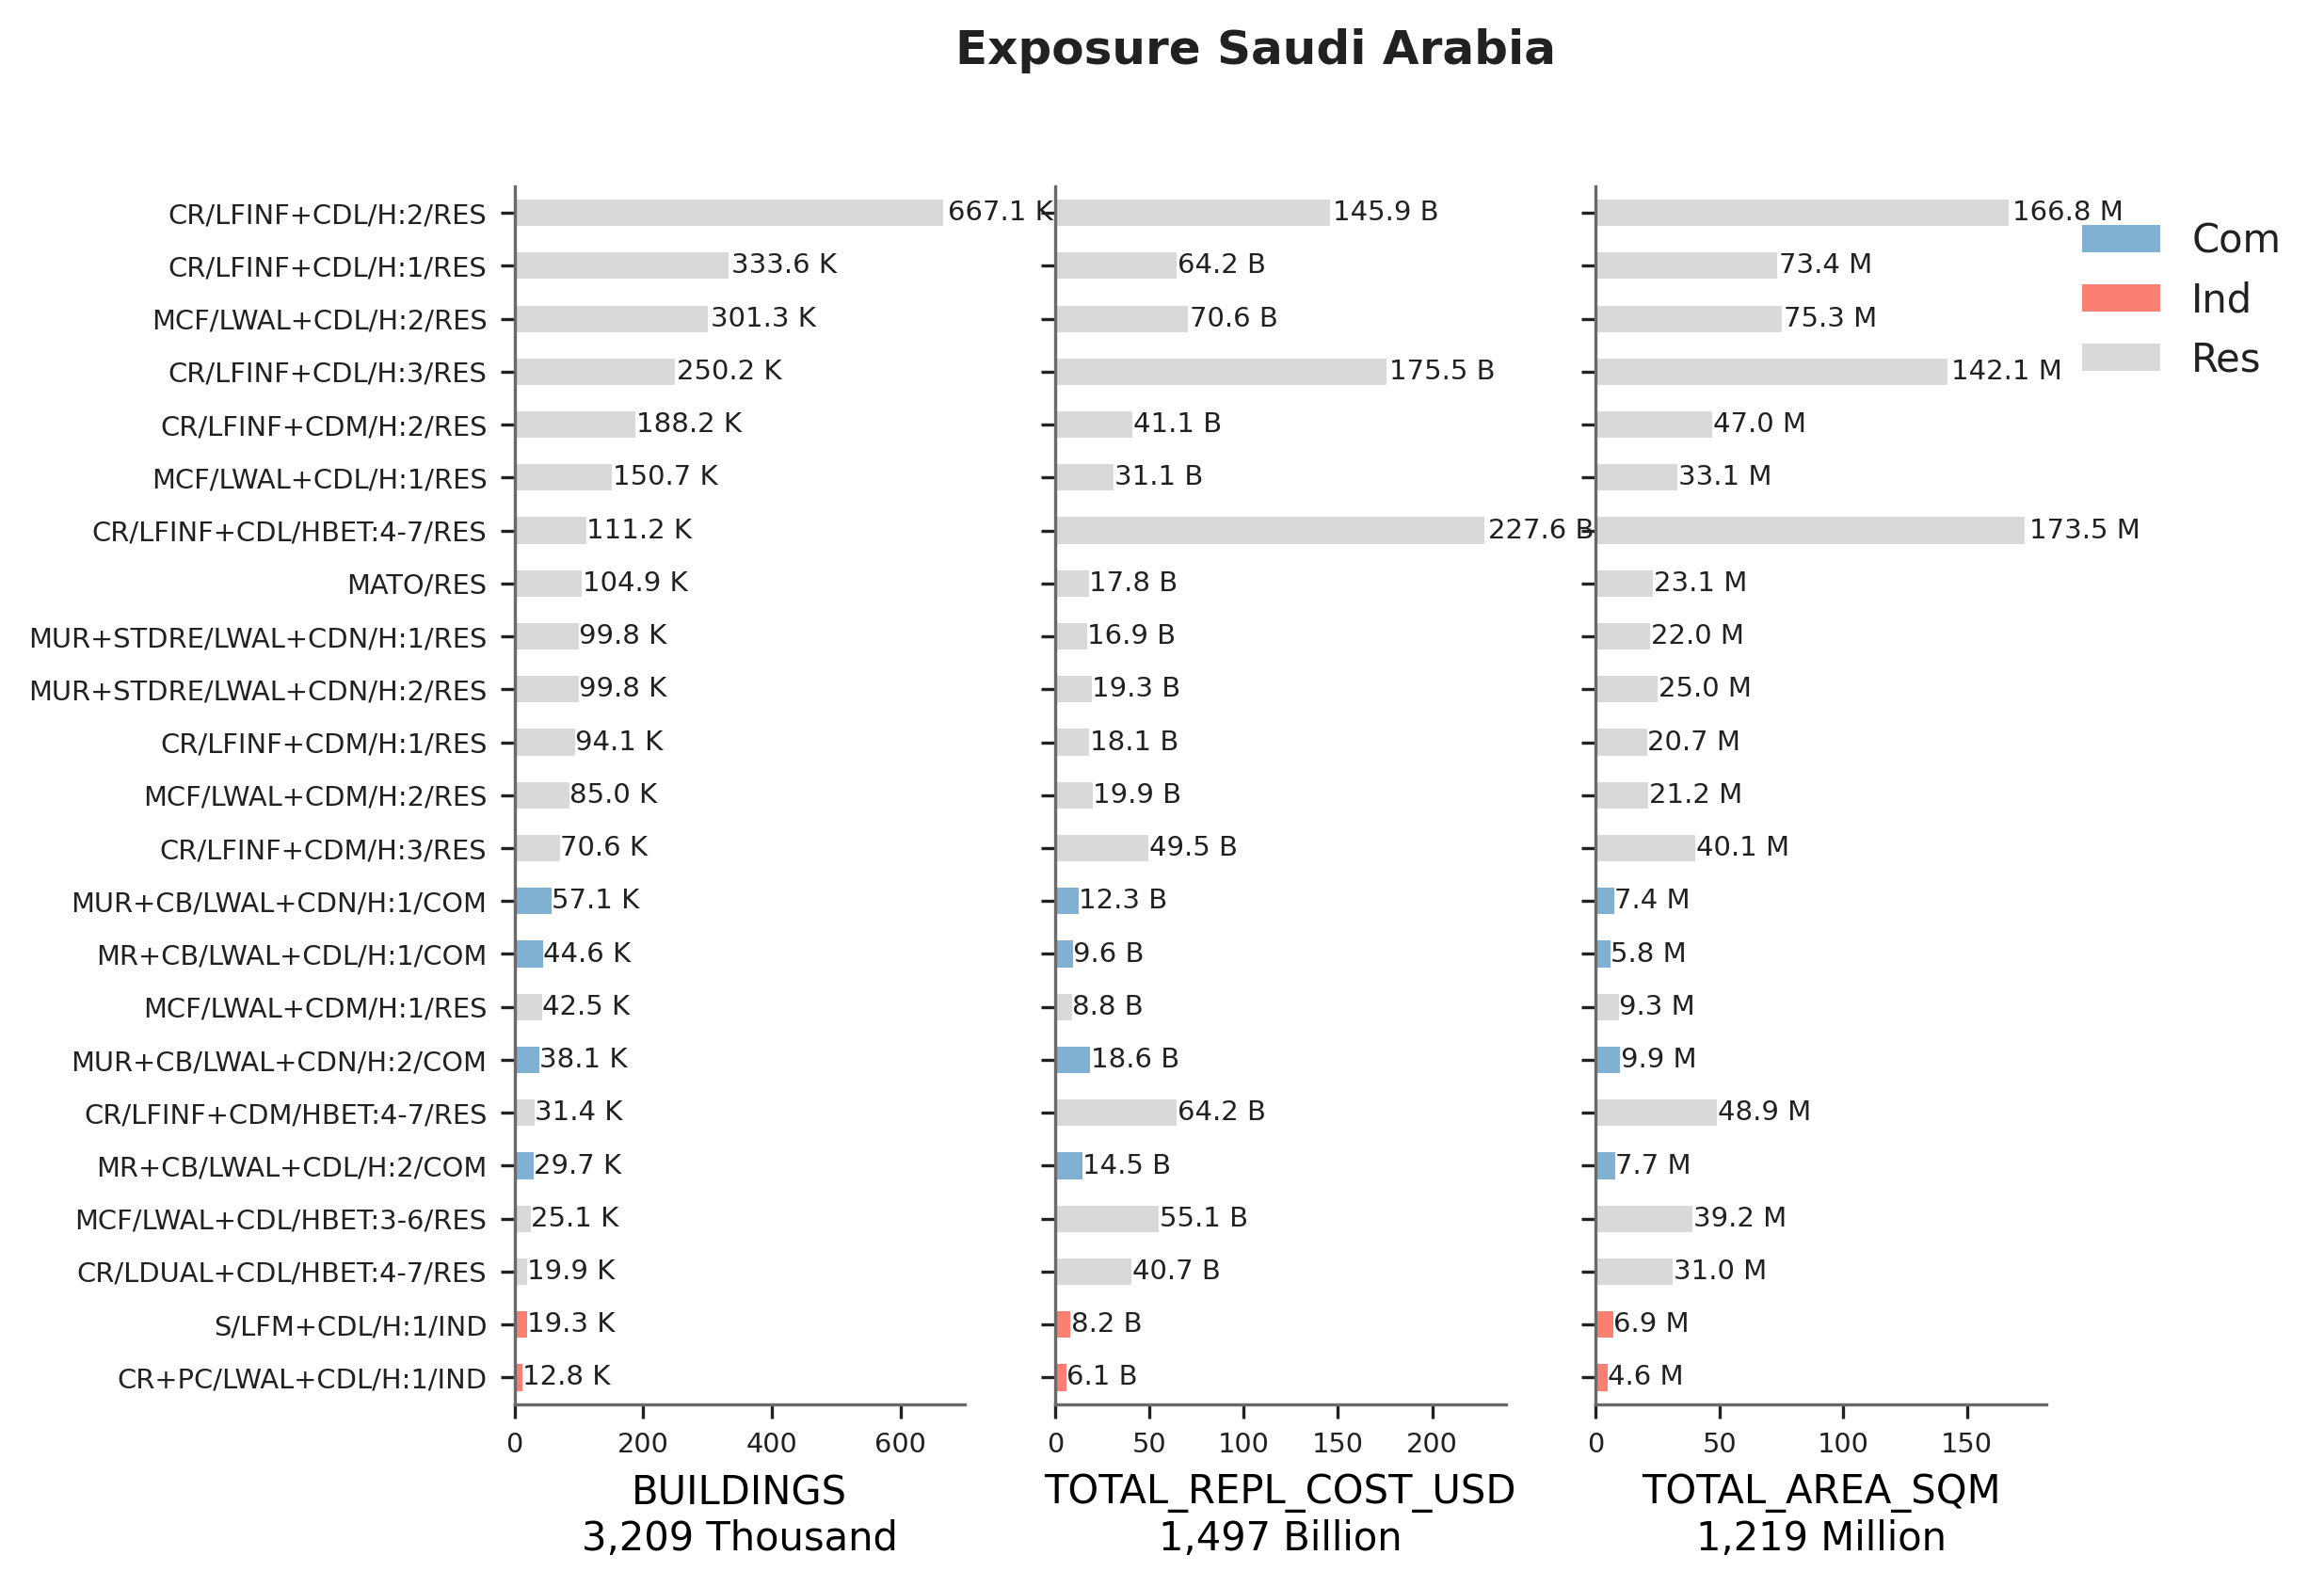 Exposure Saudi Arabia
CR/LFINF+CDL/H:2/RES 667.1 K 145.9 B 166.8 M
CR/LFINF+CDL/H:1/RES 333.6 K 64.2 B 73.4 M
MCF/LWAL+CDL/H:2/RES 301.3 K 70.6 B 75.3 M
CR/LFINF+CDL/H:3/RES 250.2 K 175.5 B 142.1 M
CR/LFINF+CDM/H:2/RES 188.2 K 41.1 B 47.0 M
MCF/LWAL+CDL/H:1/RES 150.7 K 31.1 B 33.1 M
CR/LFINF+CDL/HBET:4-7/RES 111.2 K 227.6 B 173.5 M
MATO/RES 104.9 K 17.8 B 23.1 M
MUR+STDRE/LWAL+CDN/H:1/RES 99.8 K 16.9 B 22.0 M
MUR+STDRE/LWAL+CDN/H:2/RES 99.8 K 19.3 B 25.0 M
CR/LFINF+CDM/H:1/RES 94.1 K 18.1 B 20.7 M
MCF/LWAL+CDM/H:2/RES 85.0 K 19.9 B 21.2 M
CR/LFINF+CDM/H:3/RES 70.6 K 49.5 B 40.1 M
MUR+CB/LWAL+CDN/H:1/COM 57.1 K 12.3 B 7.4 M
MR+CB/LWAL+CDL/H:1/COM 44.6 K 9.6 B 5.8 M
MCF/LWAL+CDM/H:1/RES 42.5 K 8.8 B 9.3 M
MUR+CB/LWAL+CDN/H:2/COM 38.1 K 18.6 B 9.9 M
CR/LFINF+CDM/HBET:4-7/RES 31.4 K 64.2 B 48.9 M
MR+CB/LWAL+CDL/H:2/COM 29.7 K 14.5 B 7.7 M
MCF/LWAL+CDL/HBET:3-6/RES 25.1 K 55.1 B 39.2 M
CR/LDUAL+CDL/HBET:4-7/RES 19.9 K 40.7 B 31.0 M
S/LFM+CDL/H:1/IND 19.3 K 8.2 B 6.9 M
CR+PC/LWAL+CDL/H:1/IND 12.8 K 6.1 B 4.6 M
0 200 400 600 0 50 100 150 200 0 50 100 150
BUILDINGS TOTAL_REPL_COST_USD TOTAL_AREA_SQM
3,209 Thousand 1,497 Billion 1,219 Million
Com
Ind
Res